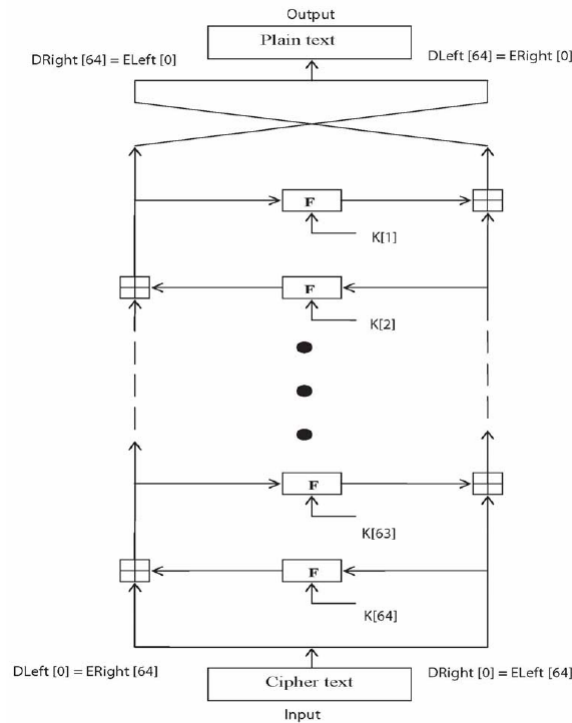 Output
Plain text
DRight [64] = ELeft [0]
DLeft [64] = ERight [0]
F
K[1]
F
K[2]
F
K[63]
F
K[64]
DLeft [0] = ERight [64]
DRight [0] = ELeft [64]
Cipher text
Input